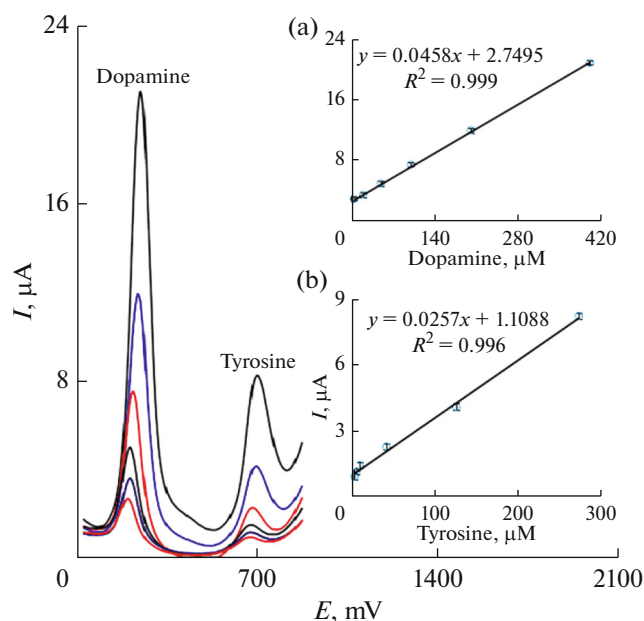 24
16
8
0
I, μA
Dopamine
Tyrosine
700
1400
2100
E, mV
(a)
24
16
8
0
y = 0.0458x + 2.7495
R² = 0.999
140
280
420
Dopamine, μM
(b)
9
6
3
0
I, μA
y = 0.0257x + 1.1088
R² = 0.996
100
200
300
Tyrosine, μM